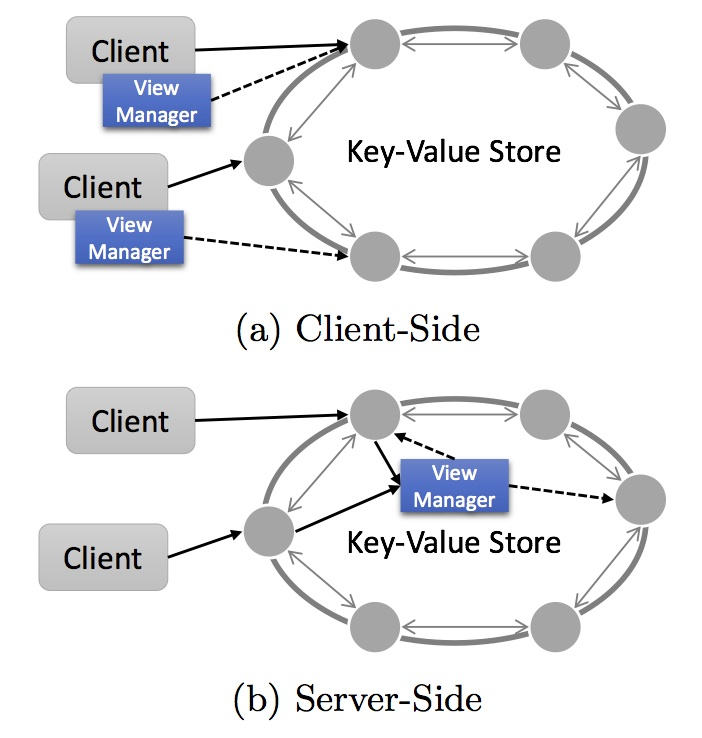 Client
View
Manager
Client
View
Manager
Key-Value Store
(a) Client-Side
Client
View
Manager
Client
Key-Value Store
(b) Server-Side